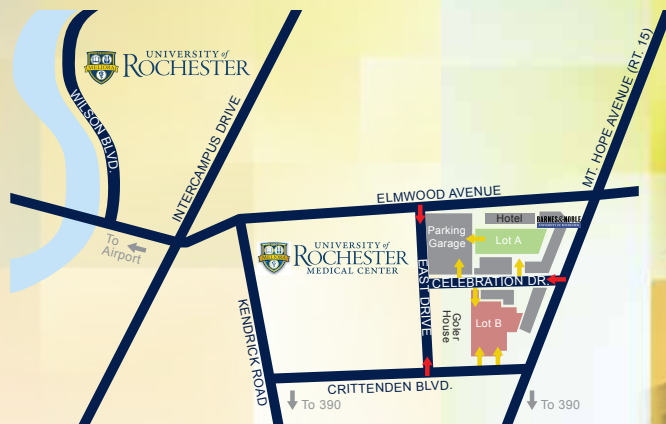 UNIVERSITY of
ROCHESTER
MELIORA
WILSON BLVD.
INTERCAMPUS DRIVE
MT. HOPE AVENUE (RT. 15)
ELMWOOD AVENUE
To
Airport
Hotel
BARNES & NOBLE
Parking
Garage
Lot A
UNIVERSITY of
ROCHESTER
MEDICAL CENTER
MELIORA
EAST DRIVE
CELEBRATION DR.
KENDRICK ROAD
Goler
House
Lot B
CRITTENDEN BLVD.
To 390
To 390